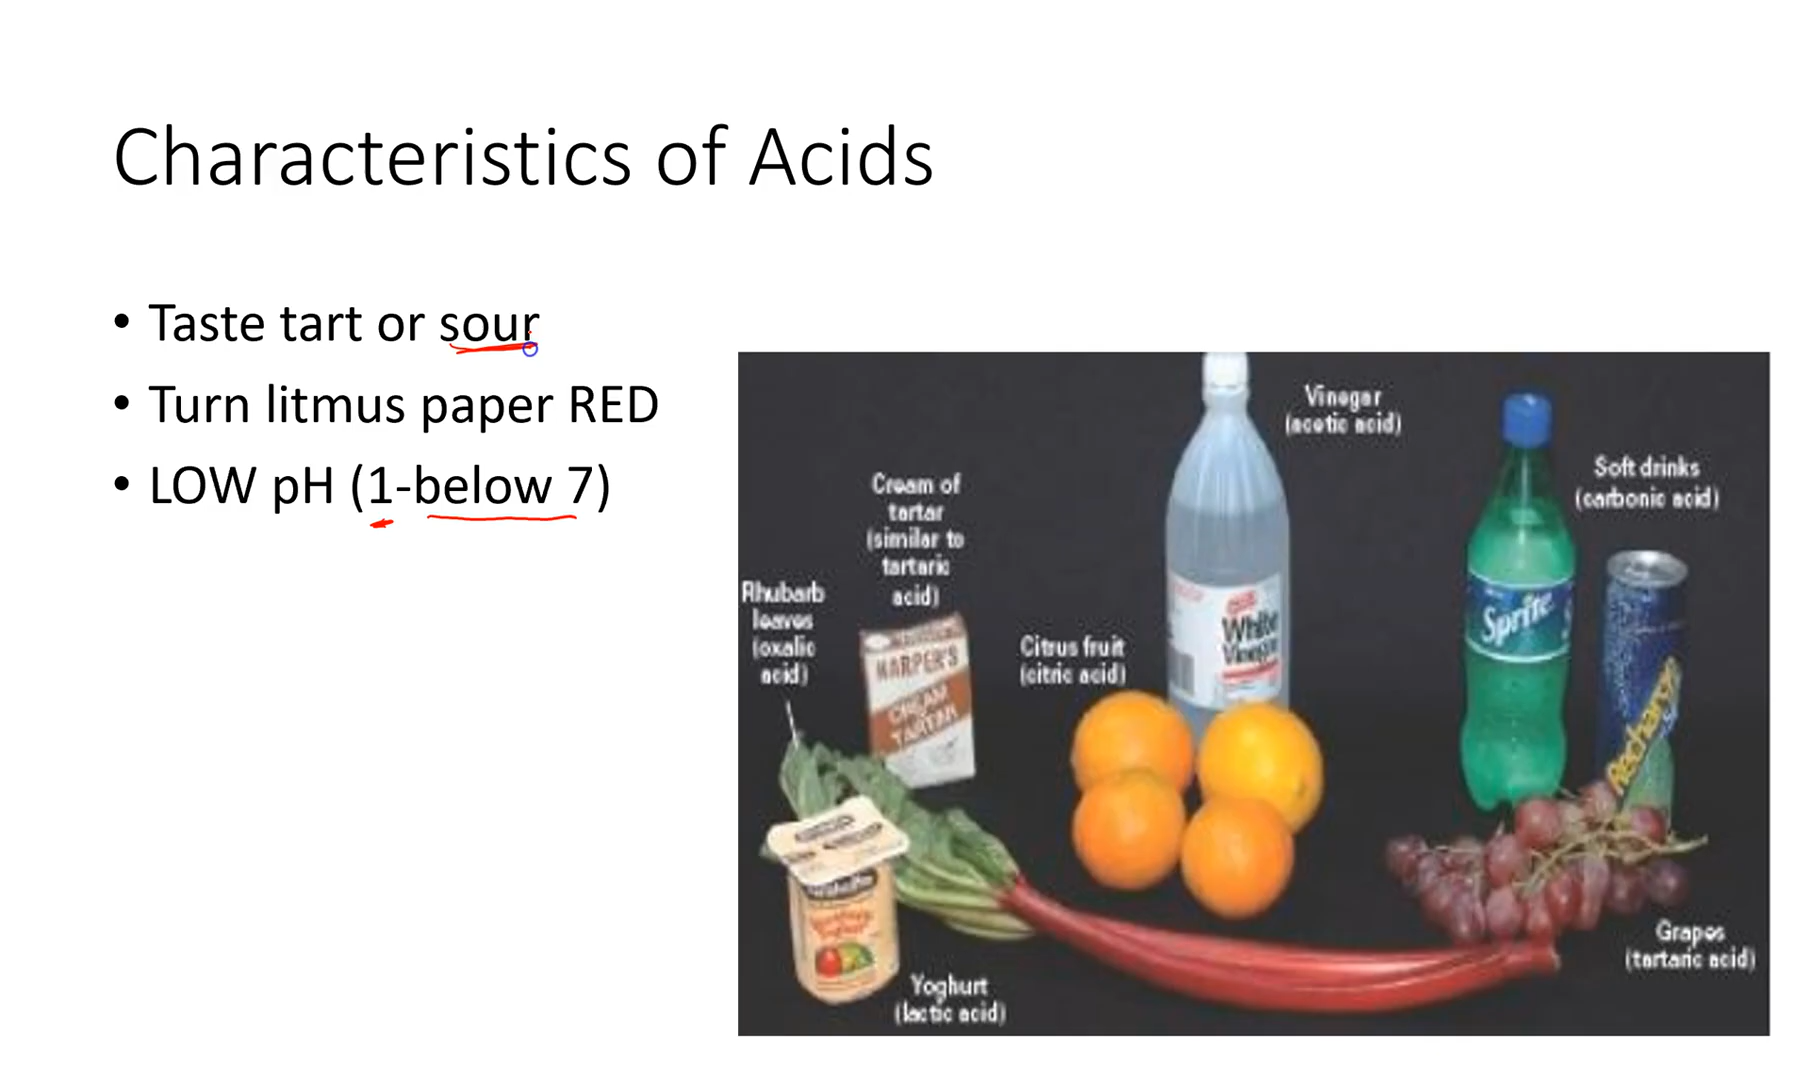 Characteristics of Acids
• Taste tart or sour
• Turn litmus paper RED
• LOW pH (1-below 7)
Vinegar
(acetic acid)
Soft drinks
(carbonic acid)
Cream of
tartar
(similar to
tartaric
acid)
Rhubarb
leaves
(oxalic
acid)
Citrus fruit
(citric acid)
HARPER'S
CREAM
TARTAR
White
Vinegar
Sprite
Recharge
Grapes
(tartaric acid)
Yoghurt
(lactic acid)